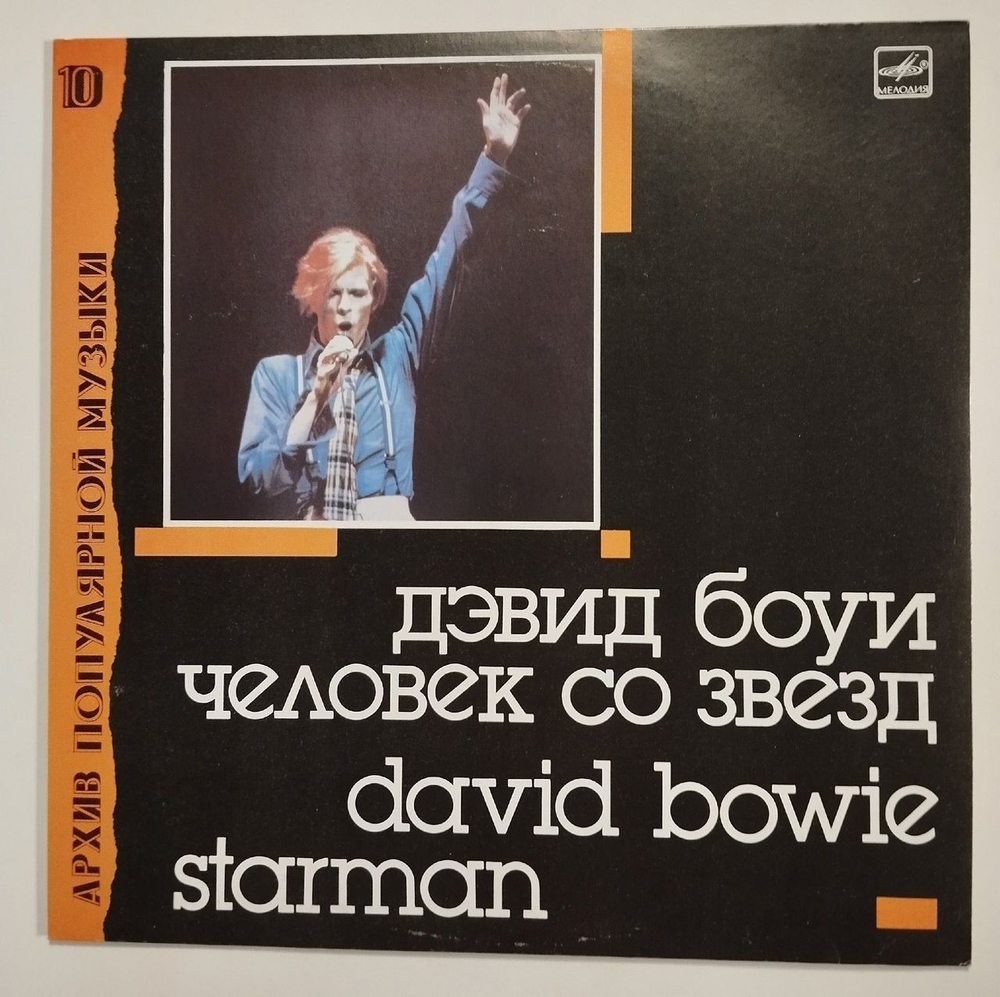 10
МЕЛОДИЯ
АРХИВ ПОПУЛЯРНОЙ МУЗЫКИ
дэвид боуи
человек со звезд
david bowie
starman